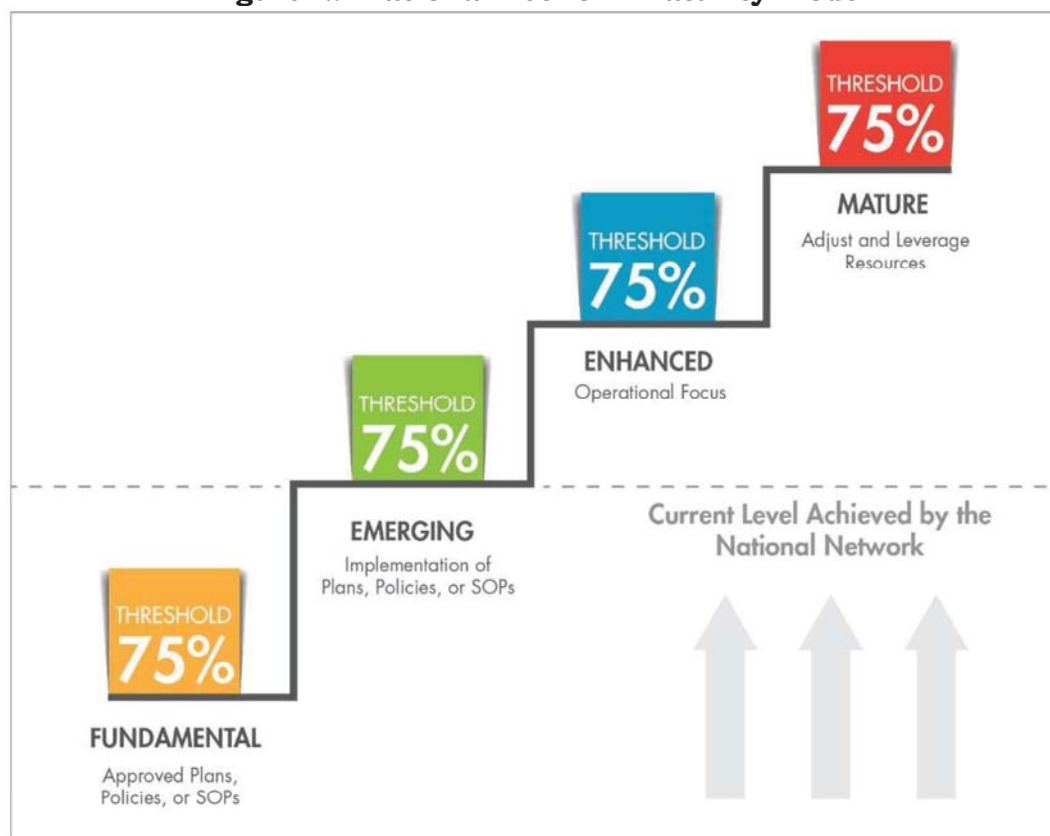 THRESHOLD
75%
MATURE
Adjust and Leverage
Resources
THRESHOLD
75%
ENHANCED
Operational Focus
THRESHOLD
75%
EMERGING
Implementation of
Plans, Policies, or SOPs
Current Level Achieved by the
National Network
THRESHOLD
75%
FUNDAMENTAL
Approved Plans,
Policies, or SOPs